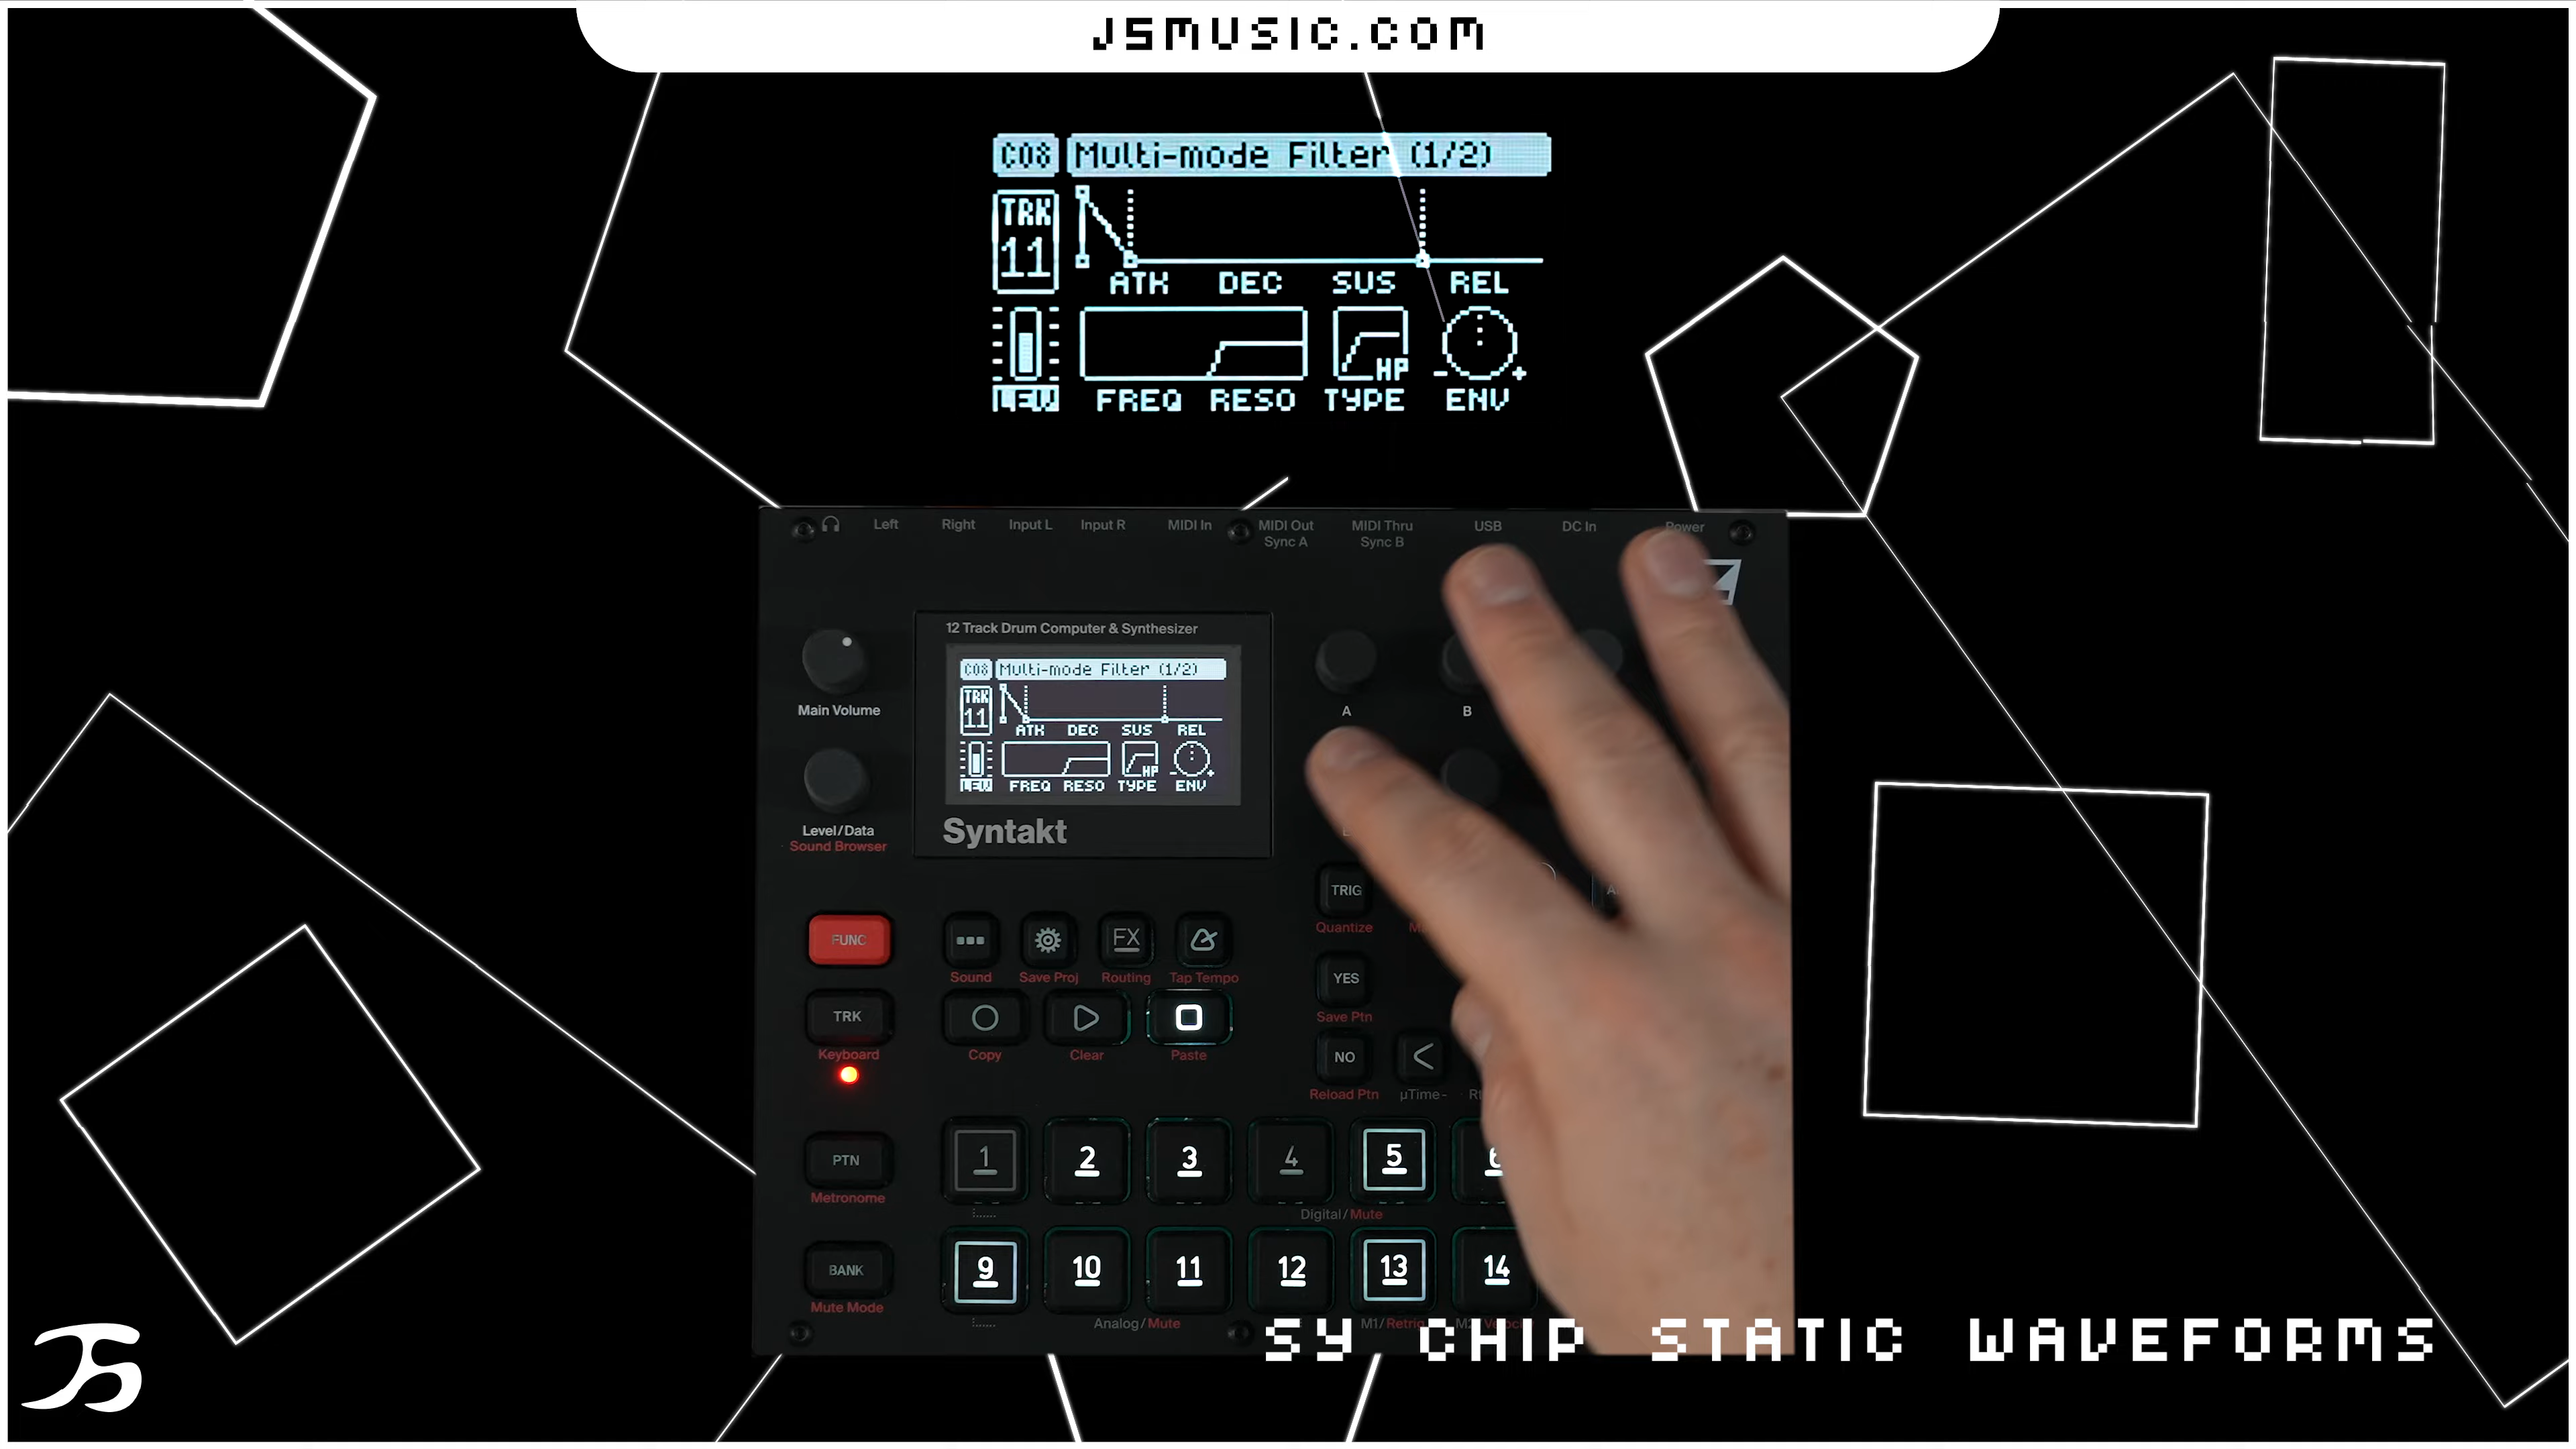 JSMUSIC.COM
C08 Multi-mode Filter (1/2)
TRK
11
ATK DEC SUS REL
HP
- +
LEV FREQ RESO TYPE ENV
Left Right Input L Input R MIDI In MIDI Out MIDI Thru USB DC In Power
Sync A Sync B
12 Track Drum Computer & Synthesizer
C08 Multi-mode Filter (1/2)
TRK
11
ATK DEC SUS REL
HP
- +
LEV FREQ RESO TYPE ENV
Main Volume
A B
Level/Data
Sound Browser
Syntakt
TRIG
Quantize
FUNC
FX
Sound Save Proj Routing Tap Tempo
YES
Save Ptn
TRK
Keyboard
Copy Clear Paste
NO <
Reload Ptn µTime-
PTN
Metronome
1 2 3 4 5 6
Digital/Mute
BANK
Mute Mode
9 10 11 12 13 14
Analog/Mute M1/Retrig
SY CHIP STATIC WAVEFORMS
JS